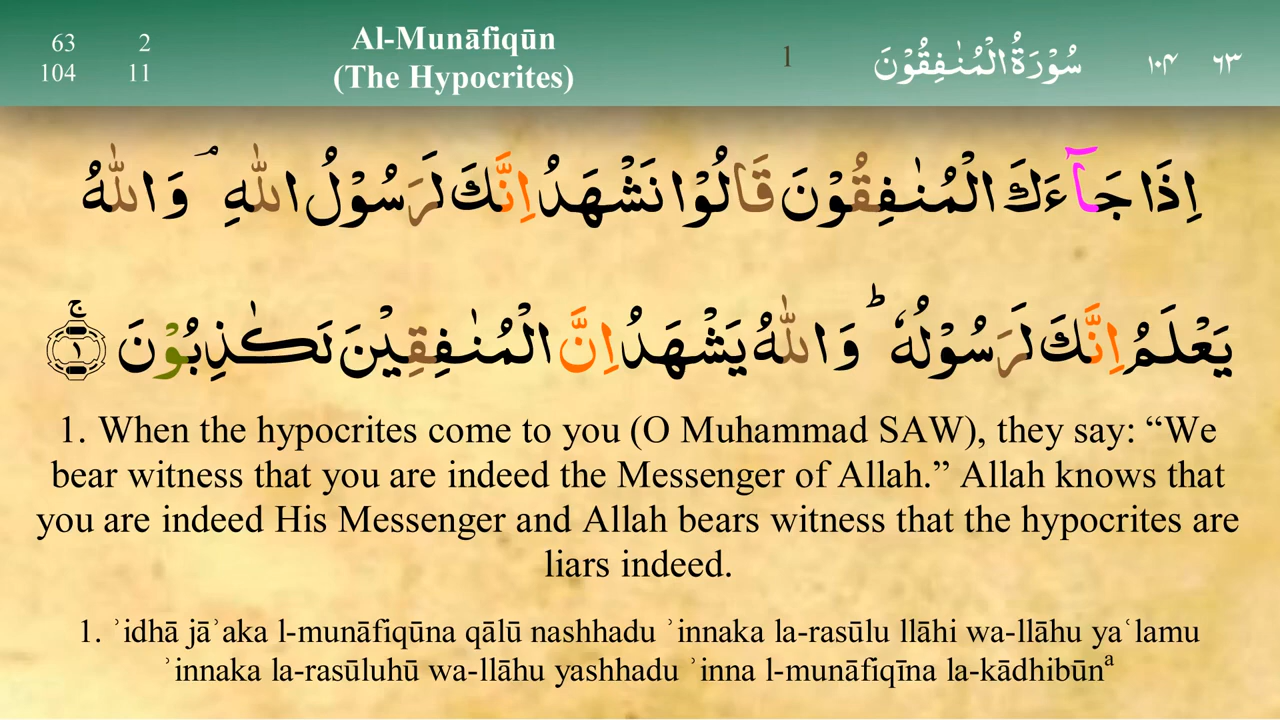 63 2
104 11
Al-Munāfiqūn
(The Hypocrites)
1
سُوْرَةُ الْمُنٰفِقُوْنَ
١٠٤ ٦٣
اِذَا جَآءَكَ الْمُنٰفِقُوْنَ قَالُوْا نَشْهَدُ اِنَّكَ لَرَسُوْلُ اللّٰهِ ۘ وَاللّٰهُ
يَعْلَمُ اِنَّكَ لَرَسُوْلُهٗ ؕ وَاللّٰهُ يَشْهَدُ اِنَّ الْمُنٰفِقِيْنَ لَكٰذِبُوْنَ ۚ ١
1. When the hypocrites come to you (O Muhammad SAW), they say: “We
bear witness that you are indeed the Messenger of Allah.” Allah knows that
you are indeed His Messenger and Allah bears witness that the hypocrites are
liars indeed.
1. ʾidhā jāʾaka l-munāfiqūna qālū nashhadu ʾinnaka la-rasūlu llāhi wa-llāhu yaʿlamu
ʾinnaka la-rasūluhū wa-llāhu yashhadu ʾinna l-munāfiqīna la-kādhibūnᵃ